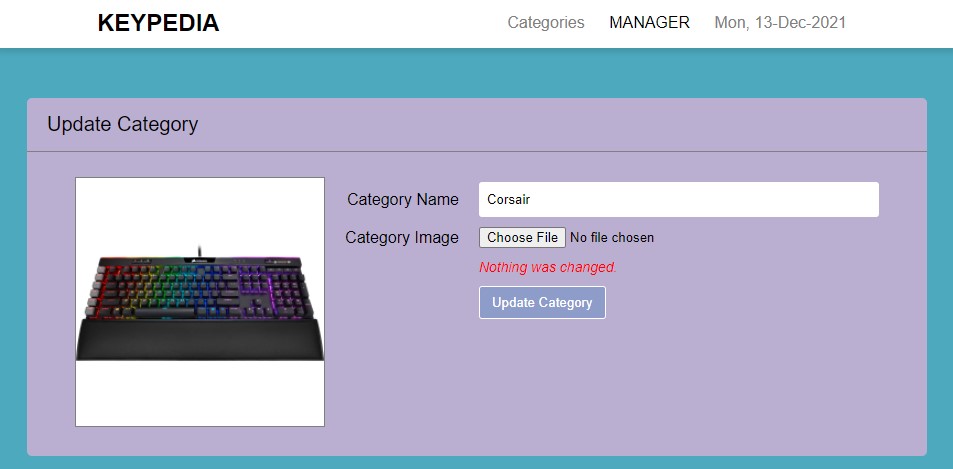 KEYPEDIA Categories MANAGER Mon, 13-Dec-2021
Update Category
Category Name Corsair
Category Image Choose File No file chosen
Nothing was changed.
Update Category